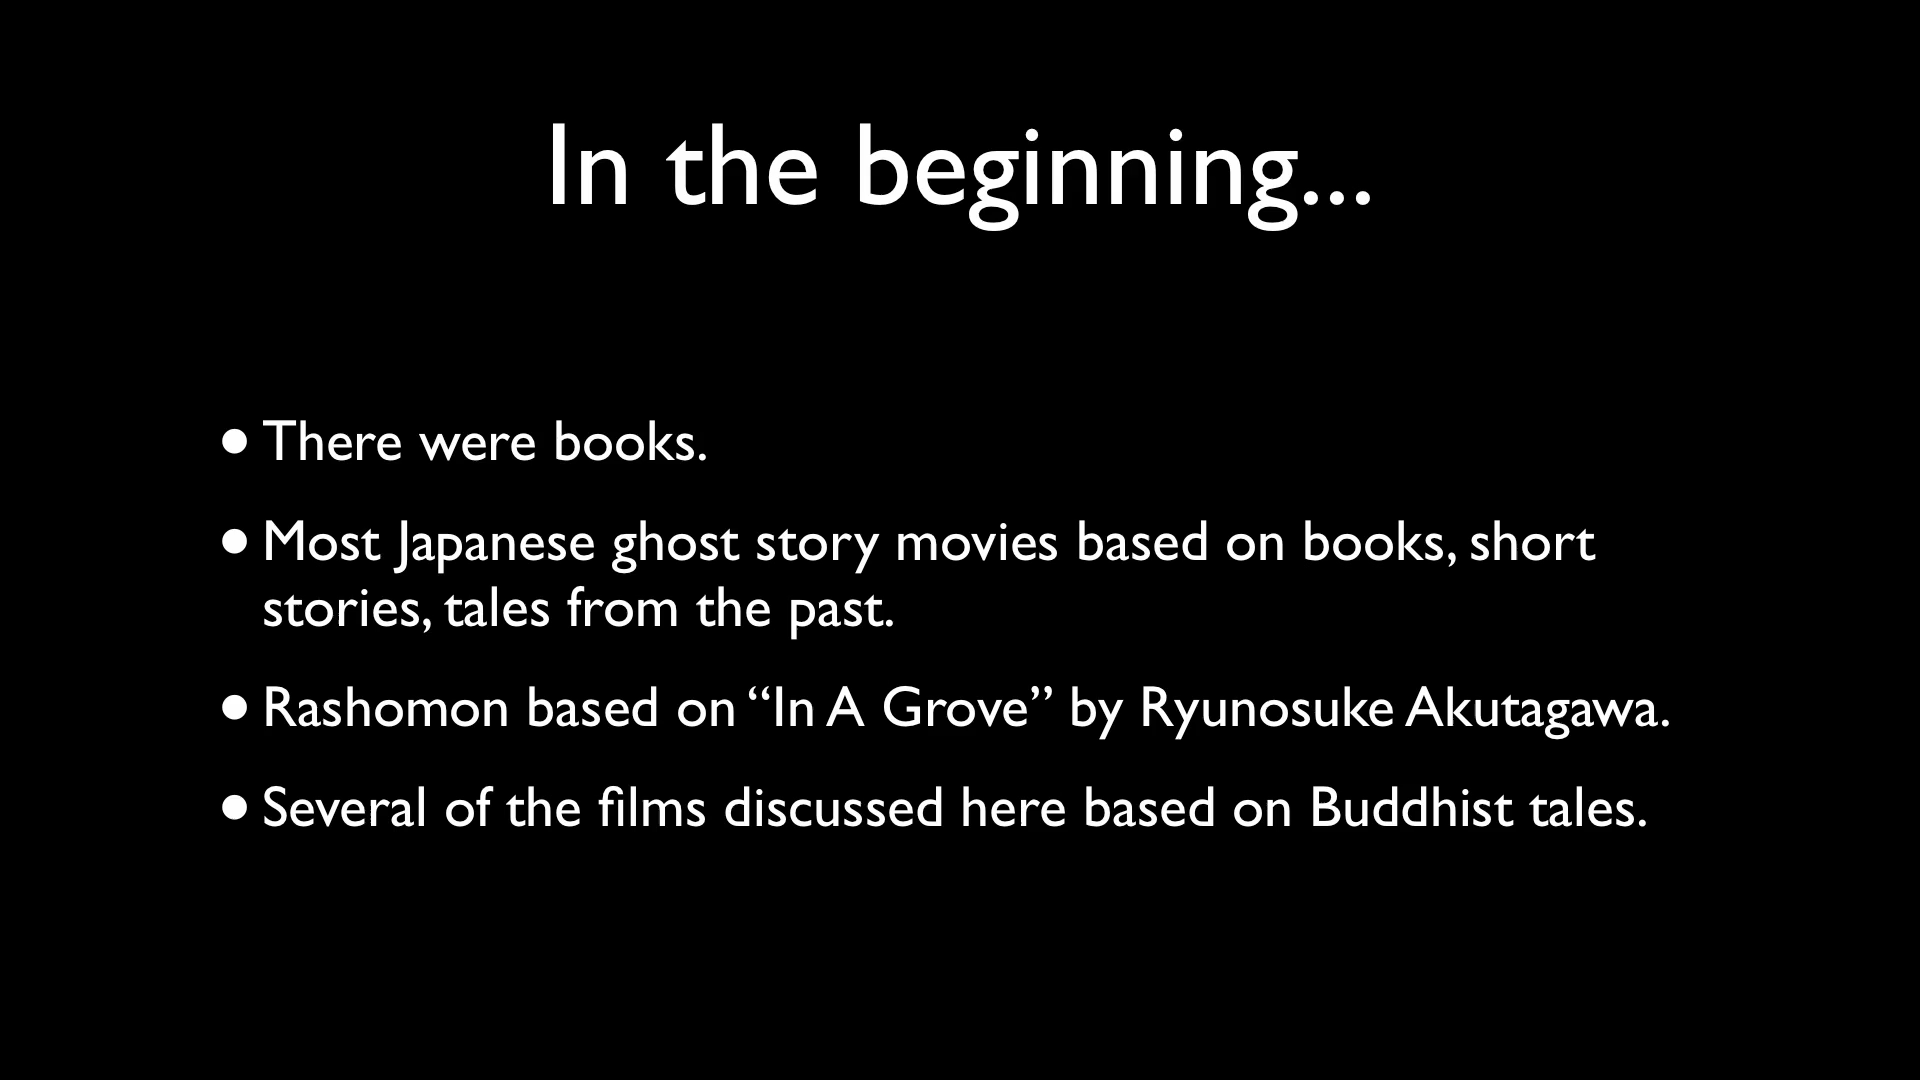 In the beginning...
• There were books.
• Most Japanese ghost story movies based on books, short
stories, tales from the past.
• Rashomon based on “In A Grove” by Ryunosuke Akutagawa.
• Several of the films discussed here based on Buddhist tales.